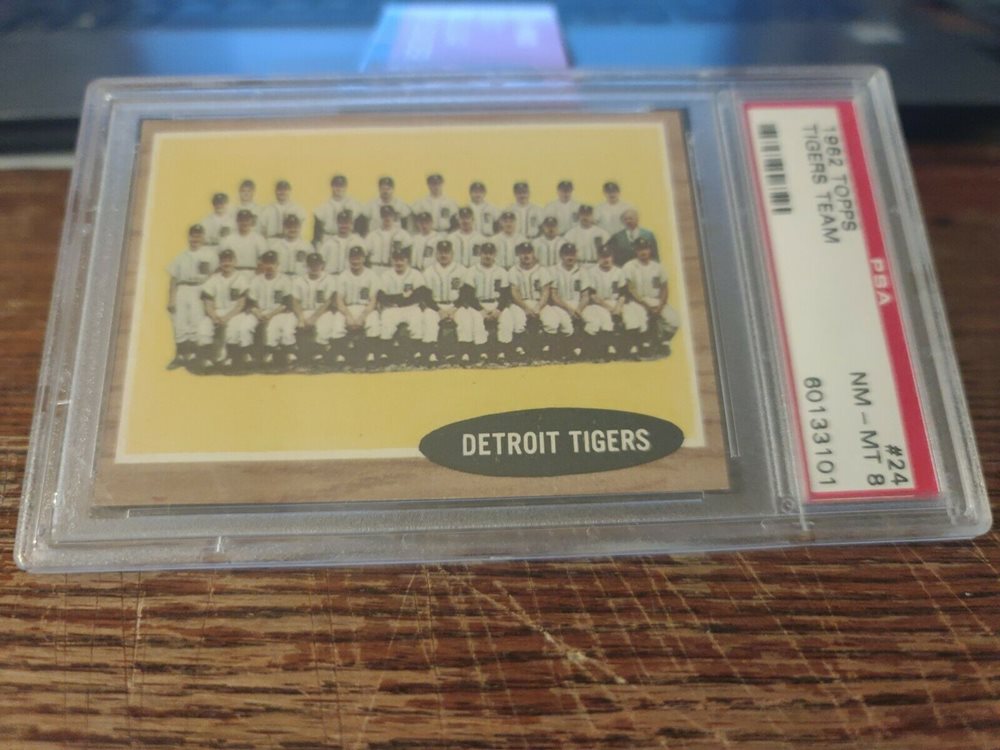 DETROIT TIGERS
1962 TOPPS #24
TIGERS TEAM NM - MT 8
60133101
PSA